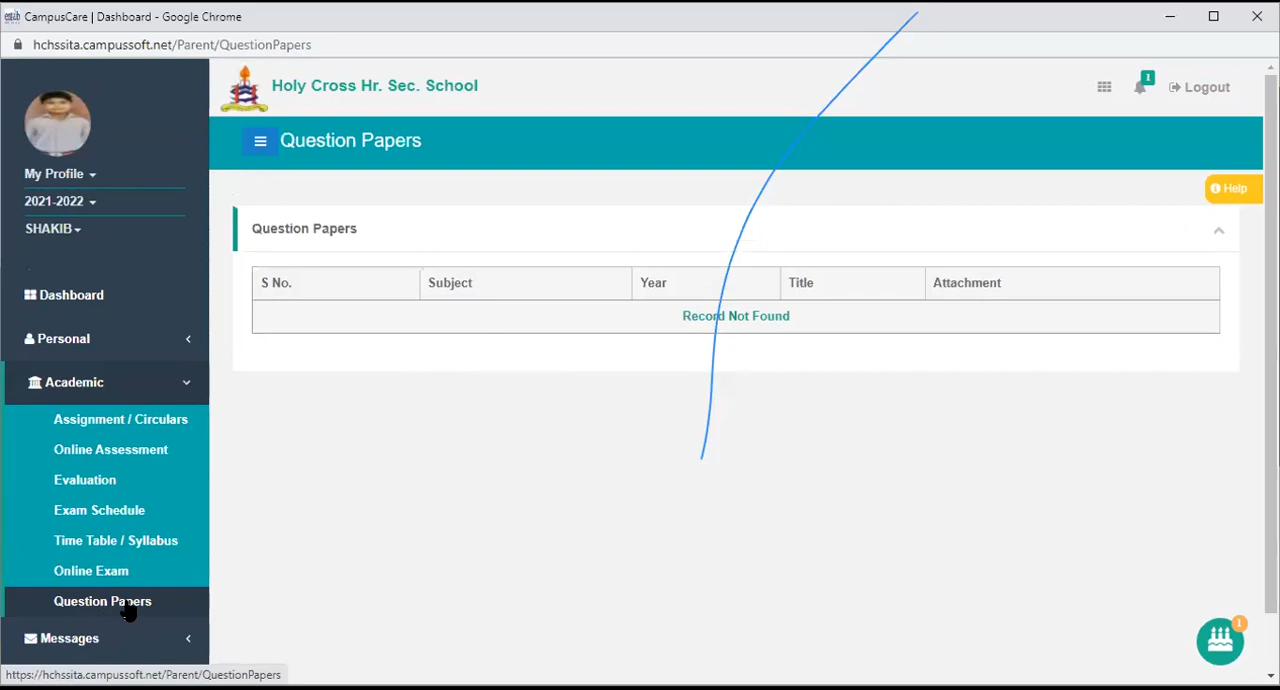 CampusCare | Dashboard - Google Chrome
hchssita.campussoft.net/Parent/QuestionPapers
Holy Cross Hr. Sec. School
1
Logout
Question Papers
Help
My Profile
2021-2022
SHAKIB
Dashboard
Personal
Academic
Assignment / Circulars
Online Assessment
Evaluation
Exam Schedule
Time Table / Syllabus
Online Exam
Question Papers
Messages
Question Papers
S No. Subject Year Title Attachment
Record Not Found
1
https://hchssita.campussoft.net/Parent/QuestionPapers